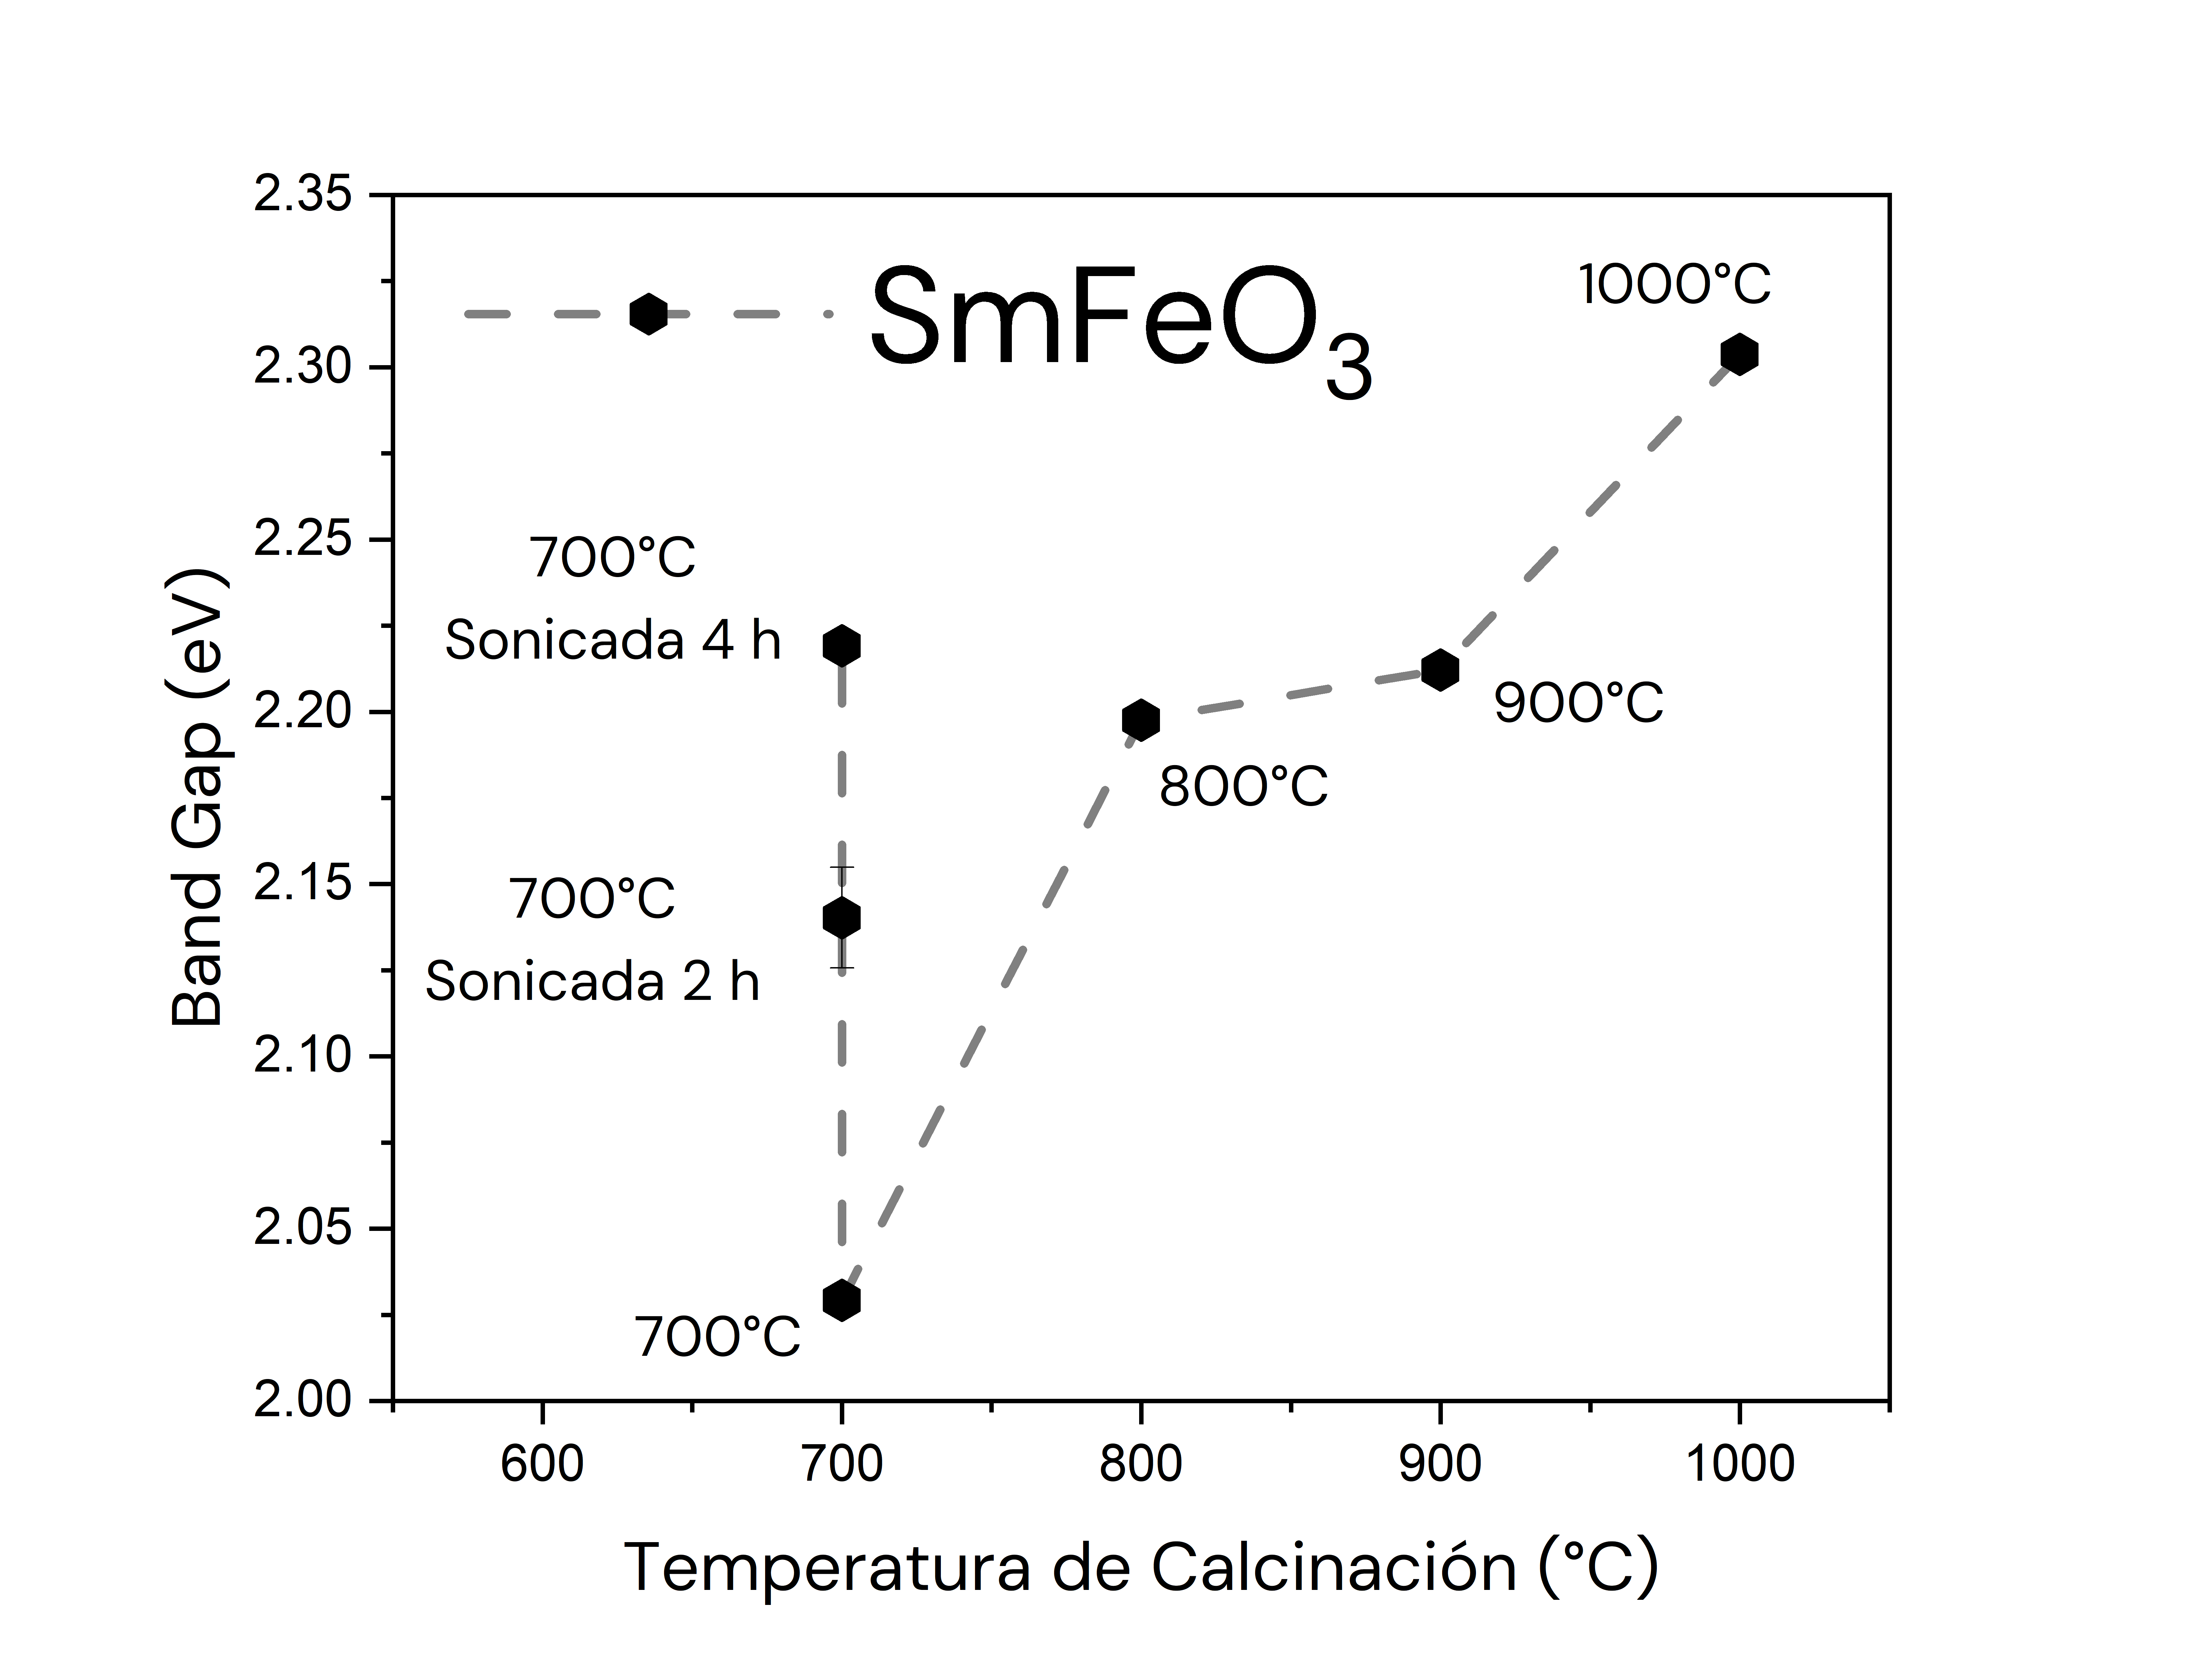 2.35
2.30
2.25
2.20
2.15
2.10
2.05
2.00
Band Gap (eV)
SmFeO₃
1000°C
700°C
Sonicada 4 h
900°C
800°C
700°C
Sonicada 2 h
700°C
600 700 800 900 1000
Temperatura de Calcinación (°C)